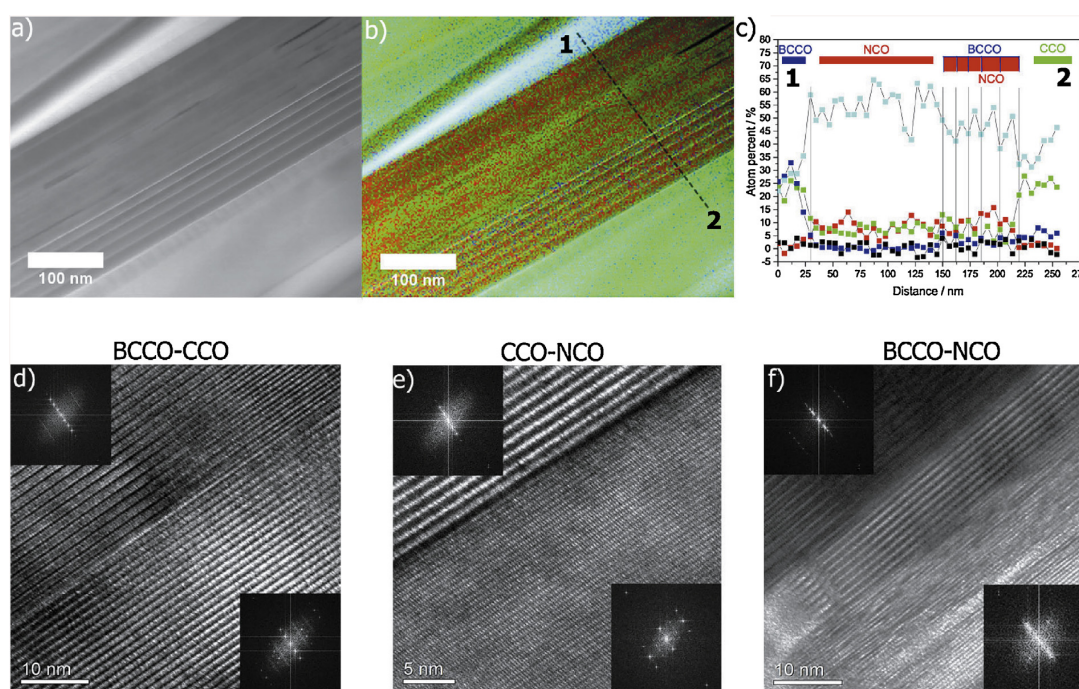 a)
100 nm
b)
1
2
100 nm
c)
Atom percent / %
80
75
70
65
60
55
50
45
40
35
30
25
20
15
10
5
0
-5
BCCO
NCO
BCCO
CCO
1
NCO
2
0 25 50 75 100 125 150 175 200 225 250
Distance / nm
BCCO-CCO
d)
10 nm
CCO-NCO
e)
5 nm
BCCO-NCO
f)
10 nm